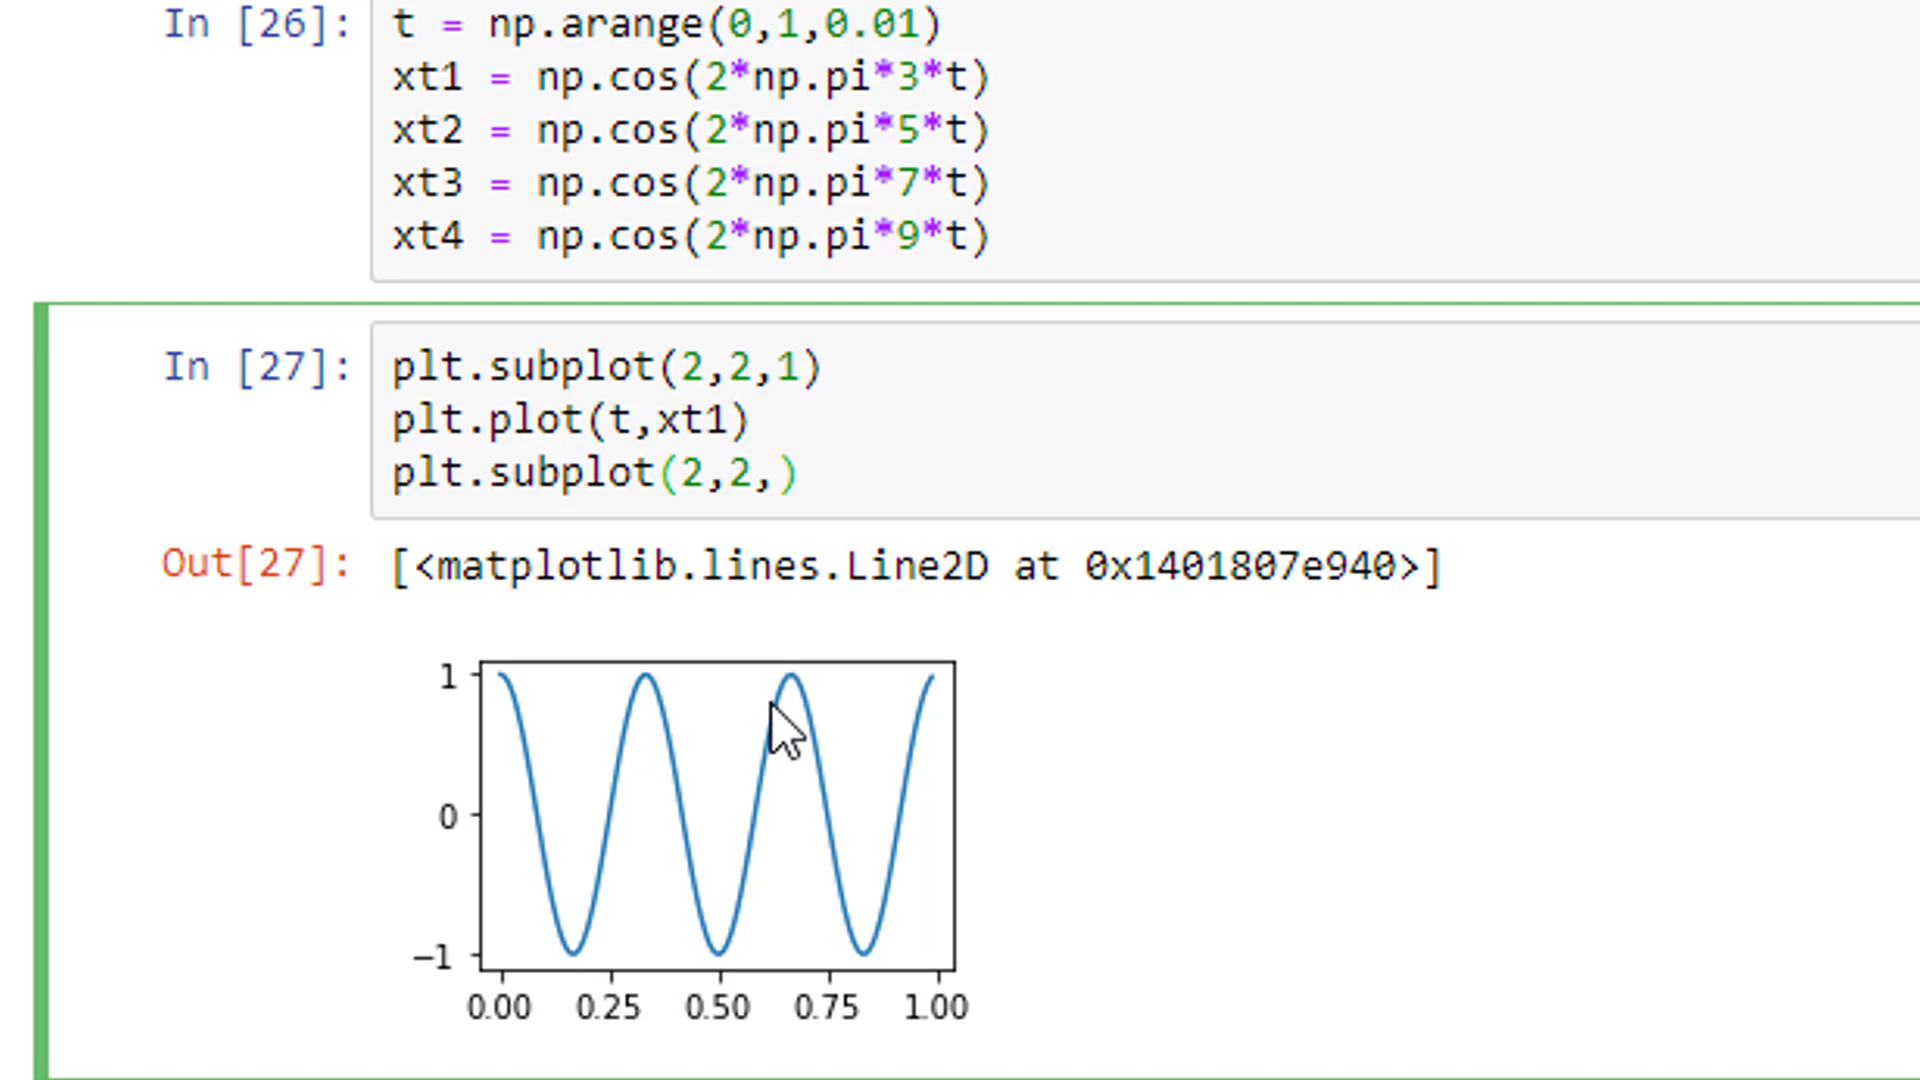 In [26]: t = np.arange(0,1,0.01)
xt1 = np.cos(2*np.pi*3*t)
xt2 = np.cos(2*np.pi*5*t)
xt3 = np.cos(2*np.pi*7*t)
xt4 = np.cos(2*np.pi*9*t)
In [27]: plt.subplot(2,2,1)
plt.plot(t,xt1)
plt.subplot(2,2,)
Out[27]: [<matplotlib.lines.Line2D at 0x1401807e940>]
1
0
−1
0.00 0.25 0.50 0.75 1.00